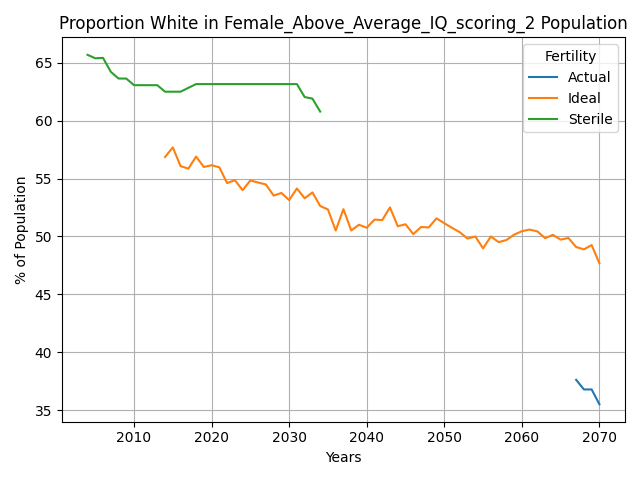 Proportion White in Female_Above_Average_IQ_scoring_2 Population
Fertility
Actual
Ideal
Sterile
% of Population
65
60
55
50
45
40
35
2010 2020 2030 2040 2050 2060 2070
Years